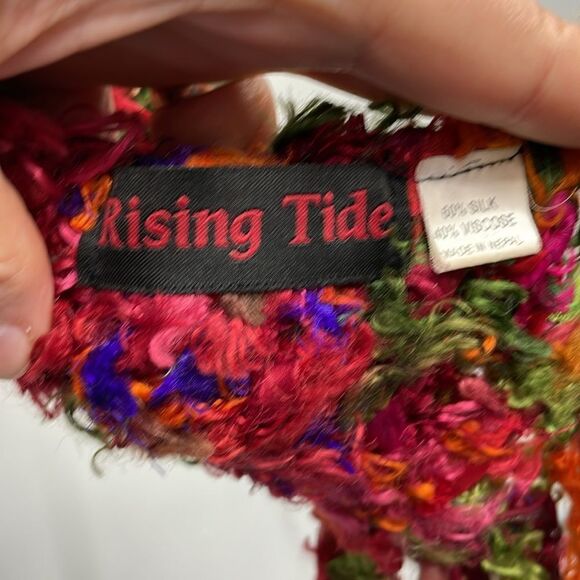 Rising Tide
60% SILK
40% VISCOSE
MADE IN NEPAL